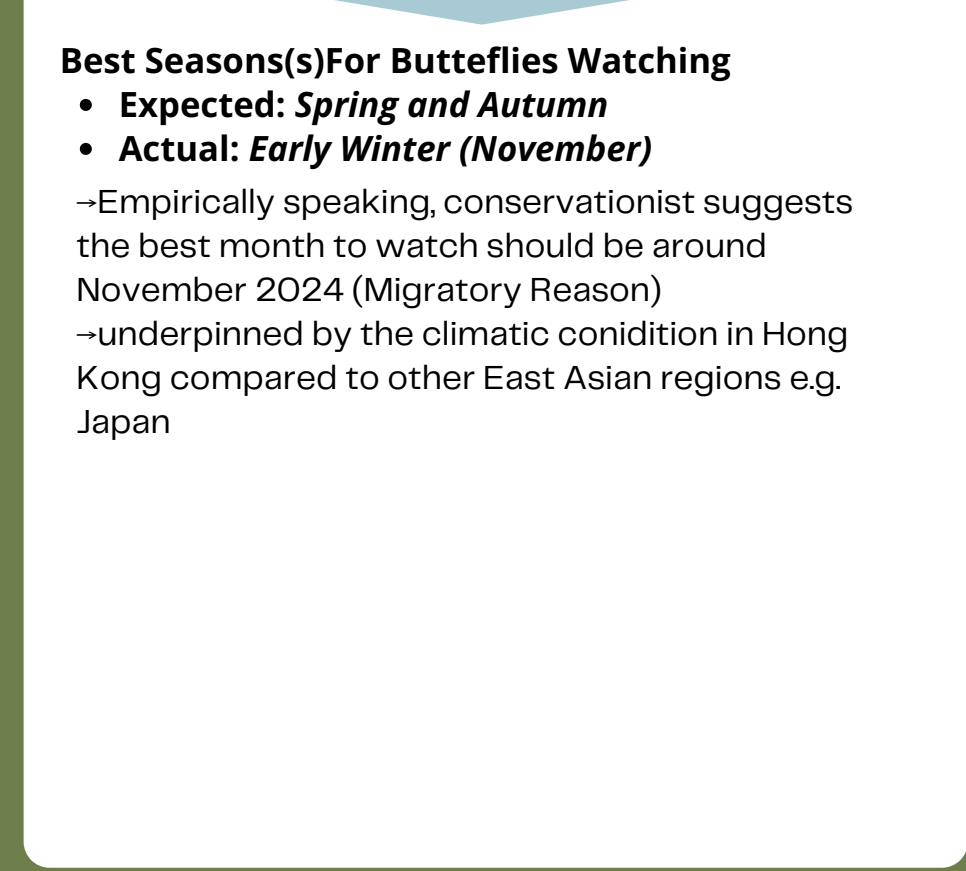 Best Seasons(s)For Butteflies Watching
• Expected: Spring and Autumn
• Actual: Early Winter (November)
→Empirically speaking, conservationist suggests
the best month to watch should be around
November 2024 (Migratory Reason)
→underpinned by the climatic conidition in Hong
Kong compared to other East Asian regions e.g.
Japan